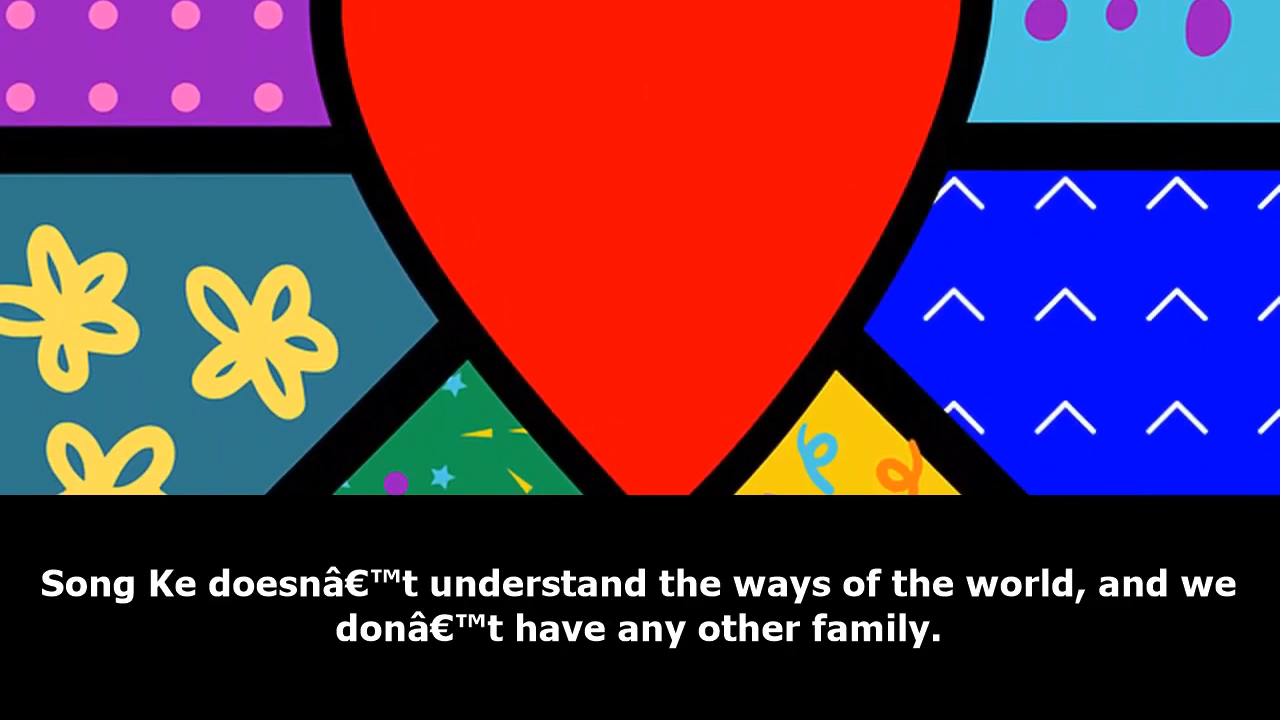 Song Ke doesnâ€™t understand the ways of the world, and we
donâ€™t have any other family.